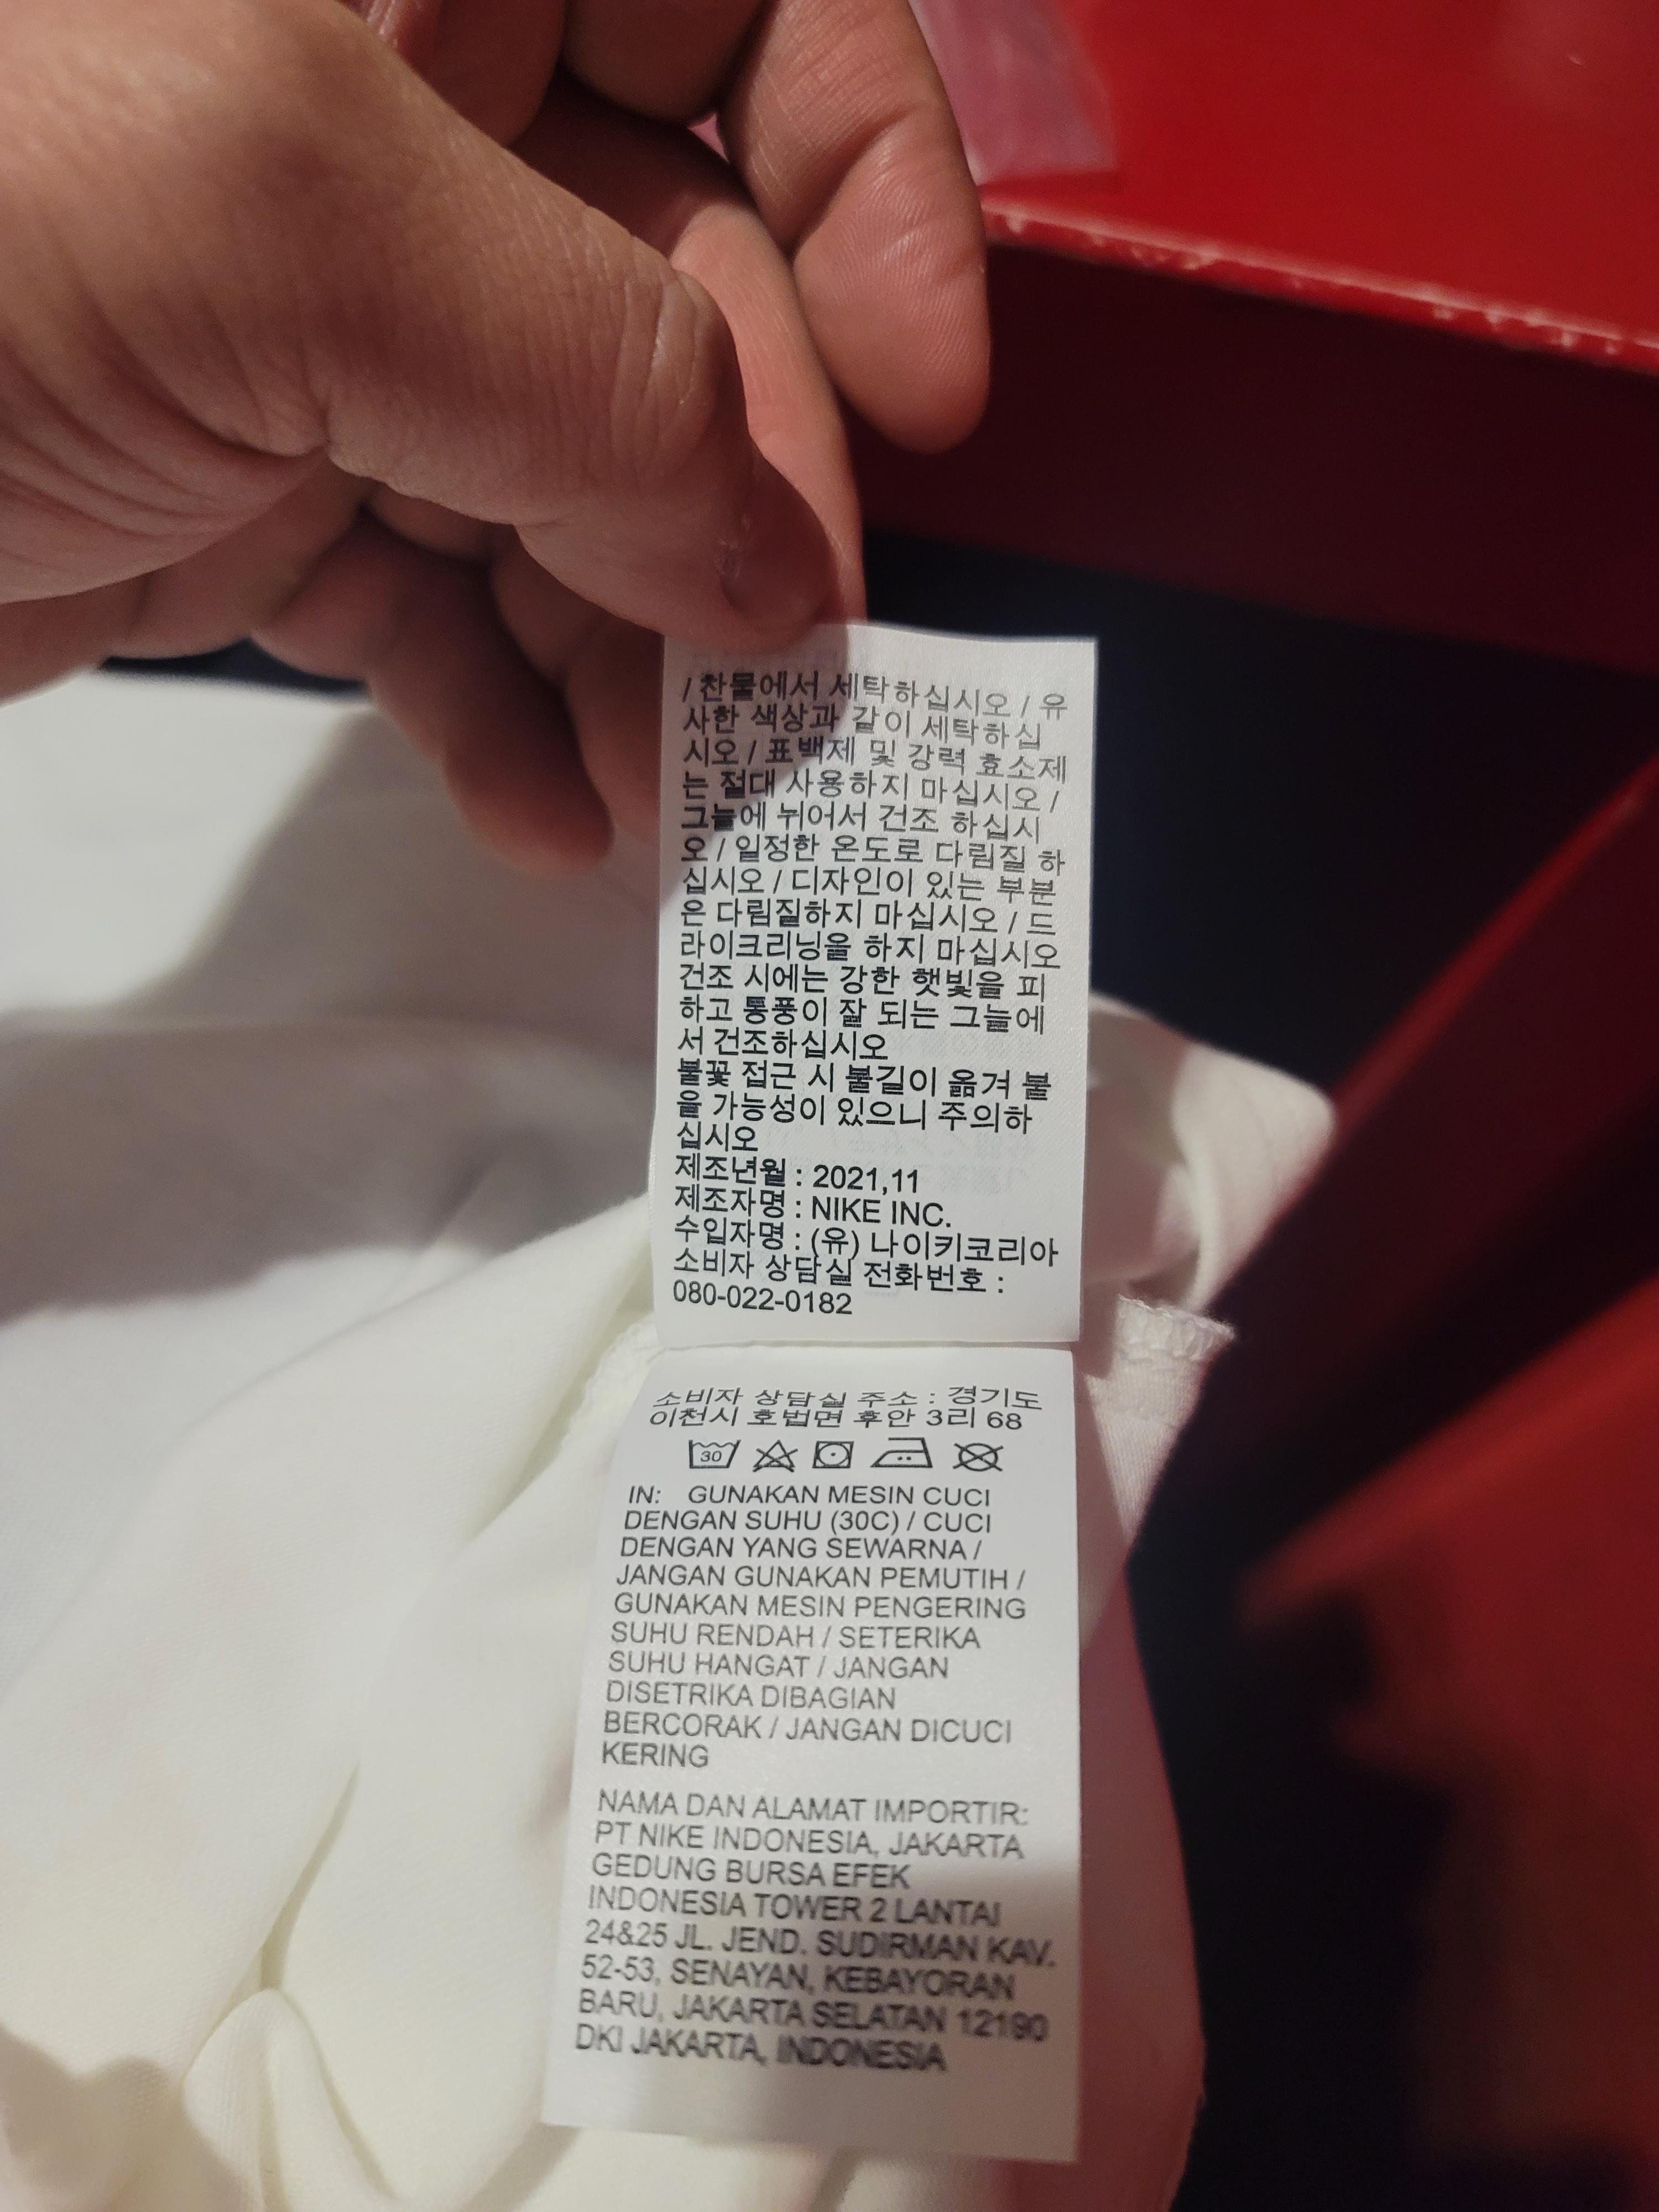 / 찬물에서 세탁하십시오 / 유
사한 색상과 같이 세탁하십
시오 / 표백제 및 강력 효소제
는 절대 사용하지 마십시오 /
그늘에 뉘어서 건조 하십시
오 / 일정한 온도로 다림질 하
십시오 / 디자인이 있는 부분
은 다림질하지 마십시오 / 드
라이크리닝을 하지 마십시오
건조 시에는 강한 햇빛을 피
하고 통풍이 잘 되는 그늘에
서 건조하십시오
불꽃 접근 시 불길이 옮겨 붙
을 가능성이 있으니 주의하
십시오
제조년월 : 2021,11
제조자명 : NIKE INC.
수입자명 : (유) 나이키코리아
소비자 상담실 전화번호 :
080-022-0182
소비자 상담실 주소 : 경기도
이천시 호법면 후안 3리 68
30
IN: GUNAKAN MESIN CUCI
DENGAN SUHU (30C) / CUCI
DENGAN YANG SEWARNA /
JANGAN GUNAKAN PEMUTIH /
GUNAKAN MESIN PENGERING
SUHU RENDAH / SETERIKA
SUHU HANGAT / JANGAN
DISETRIKA DIBAGIAN
BERCORAK / JANGAN DICUCI
KERING
NAMA DAN ALAMAT IMPORTIR:
PT NIKE INDONESIA, JAKARTA
GEDUNG BURSA EFEK
INDONESIA TOWER 2 LANTAI
24&25 JL. JEND. SUDIRMAN KAV.
52-53, SENAYAN, KEBAYORAN
BARU, JAKARTA SELATAN 12190
DKI JAKARTA, INDONESIA